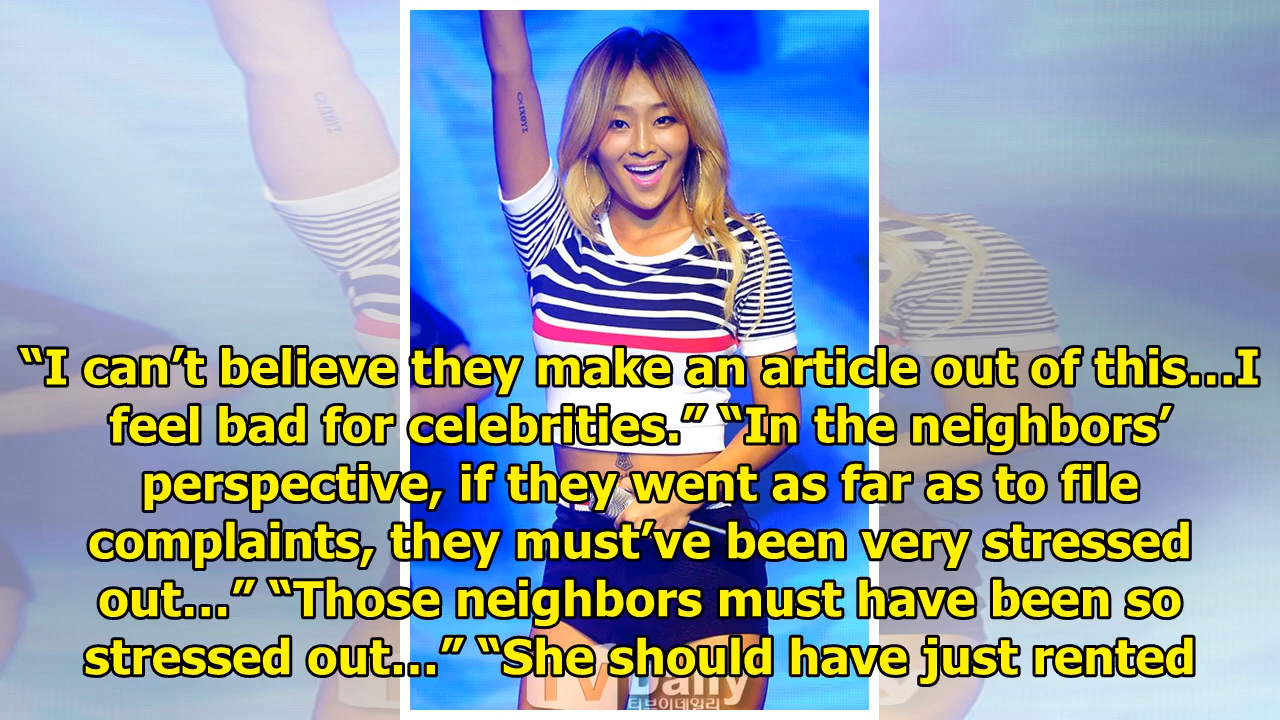 “I can’t believe they make an article out of this...I
feel bad for celebrities.” “In the neighbors’
perspective, if they went as far as to file
complaints, they must’ve been very stressed
out...” “Those neighbors must have been so
stressed out...” “She should have just rented
TV Daily
티브이데일리
ΙΧΘΥΣ